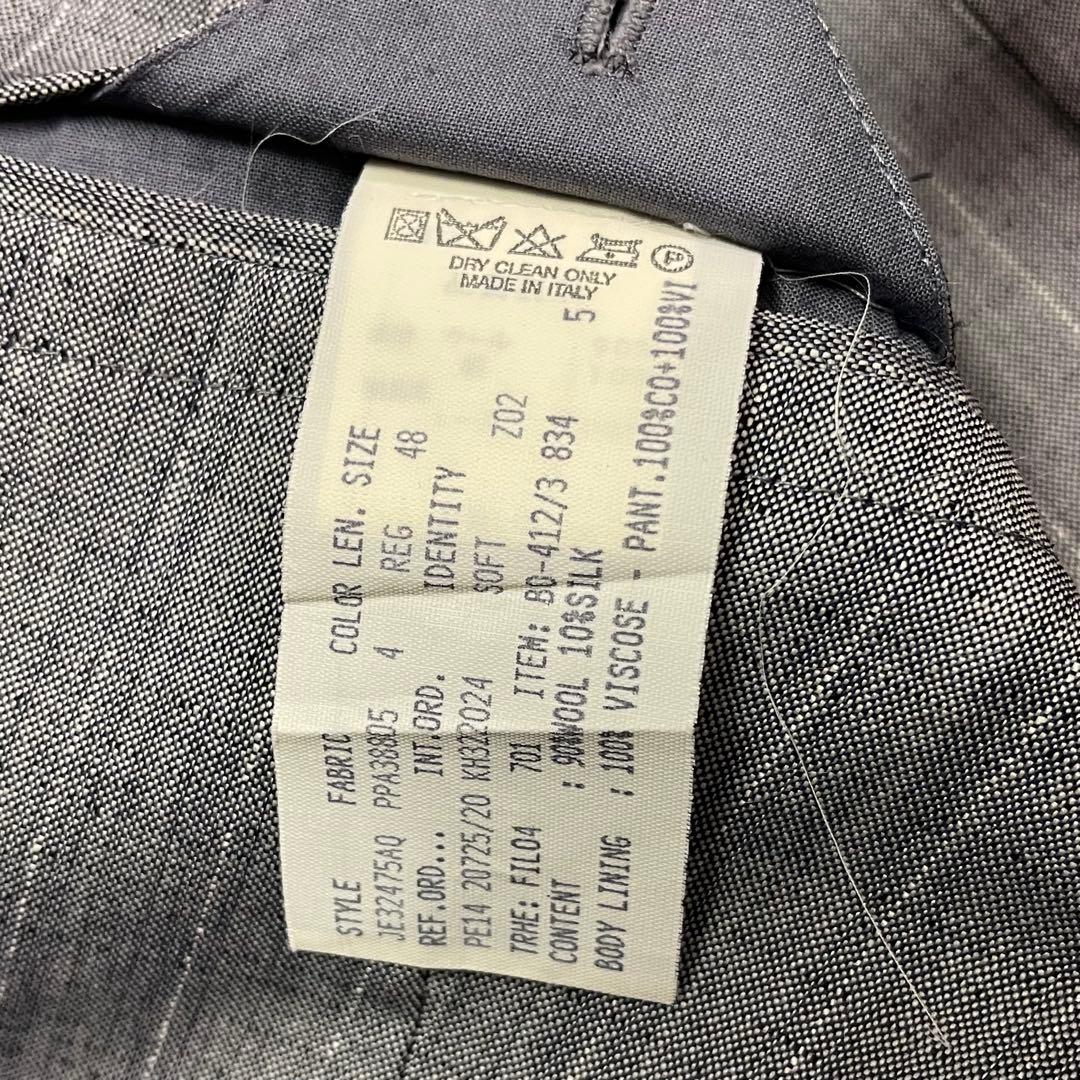 P
DRY CLEAN ONLY
MADE IN ITALY
STYLE FABRIC COLOR LEN. SIZE
JE32475AQ PPA388D5 4 REG 48
REF.ORD... INT.ORD. IDENTITY
PE14 20725/20 KH322024 SOFT Z02
TRHE: FIL04 701 ITEM: BO-412/3 834 5
CONTENT : 90%WOOL 10%SILK
BODY LINING : 100% VISCOSE - PANT.100%CO+100%VI